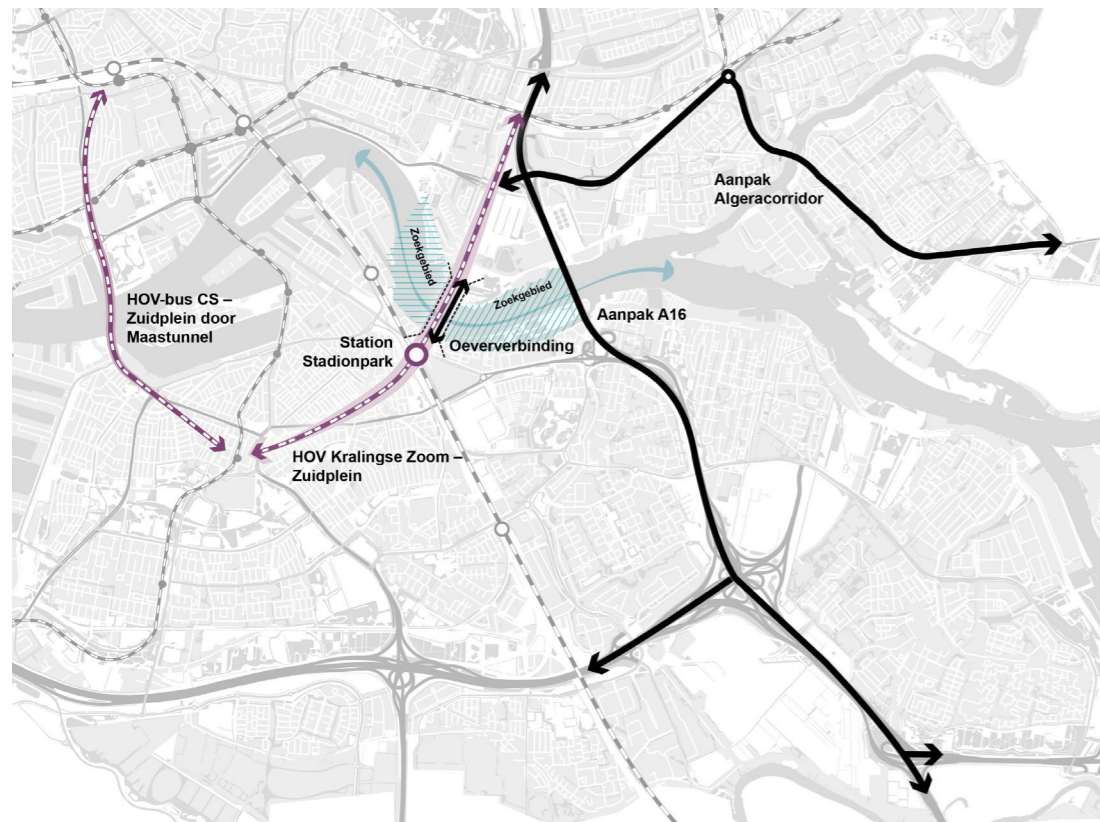 Aanpak
Algeracorridor
Zoekgebied
Zoekgebied
HOV-bus CS –
Zuidplein door
Maastunnel
Aanpak A16
Station
Stadionpark
Oeververbinding
HOV Kralingse Zoom –
Zuidplein